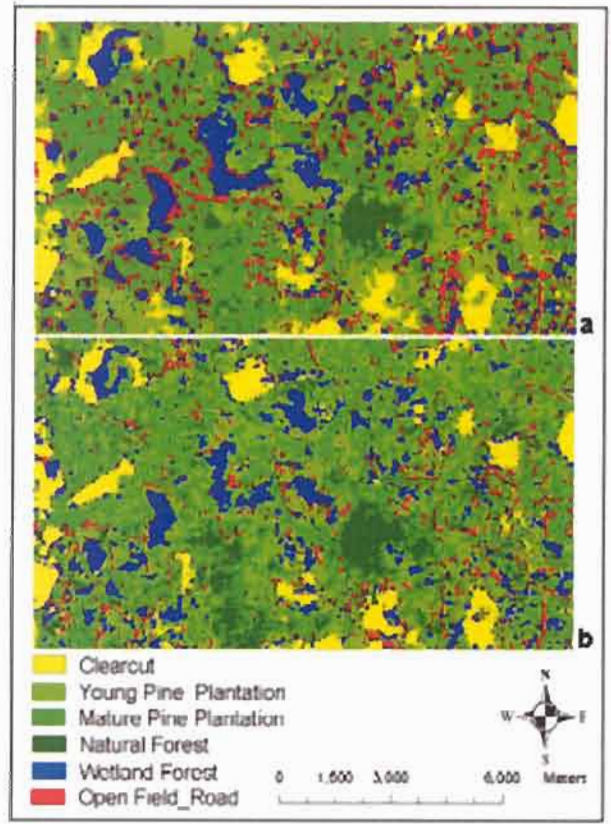 a
b
Clearcut
Young Pine Plantation
Mature Pine Plantation
Natural Forest
Wetland Forest
Open Field_Road
N
W E
S
0 1,500 3,000 6,000 Meters